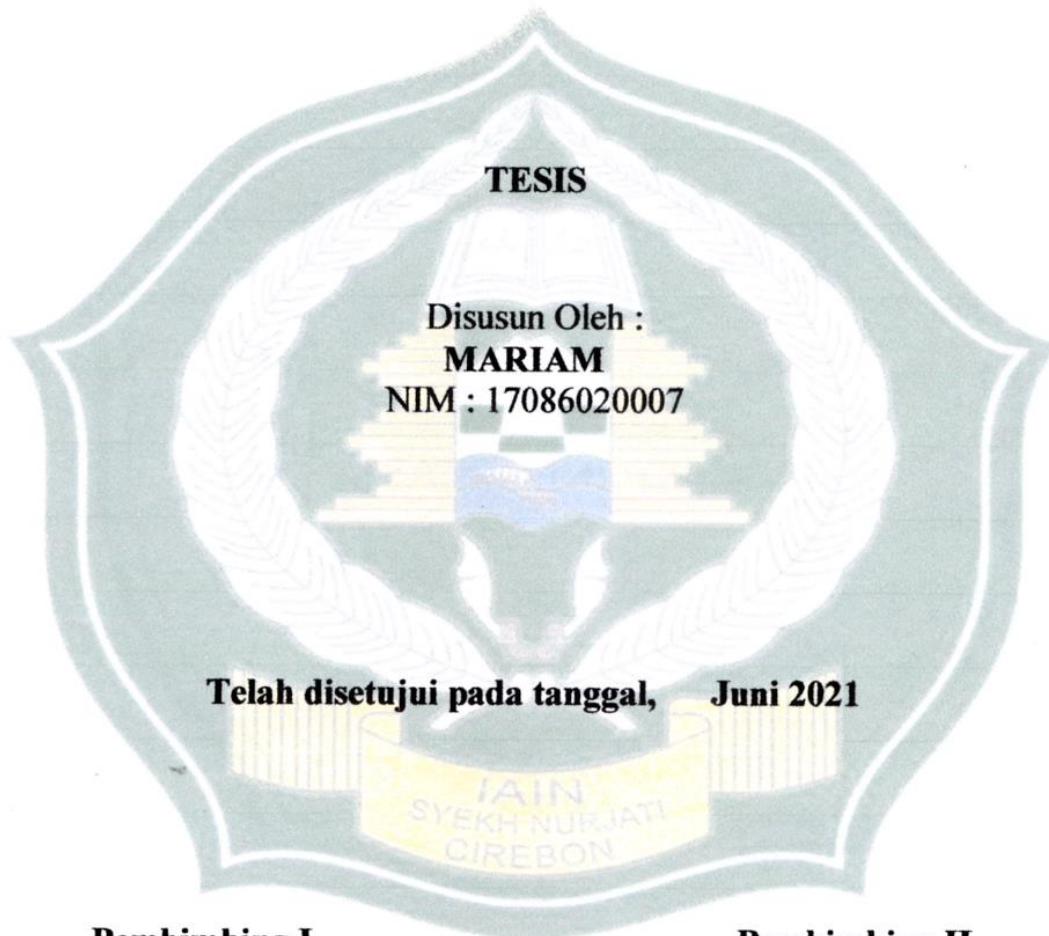 TESIS
Disusun Oleh :
MARIAM
NIM : 17086020007
Telah disetujui pada tanggal, Juni 2021
IAIN
SYEKH NURJATI
CIREBON
Pembimbing I
Pembimbing II